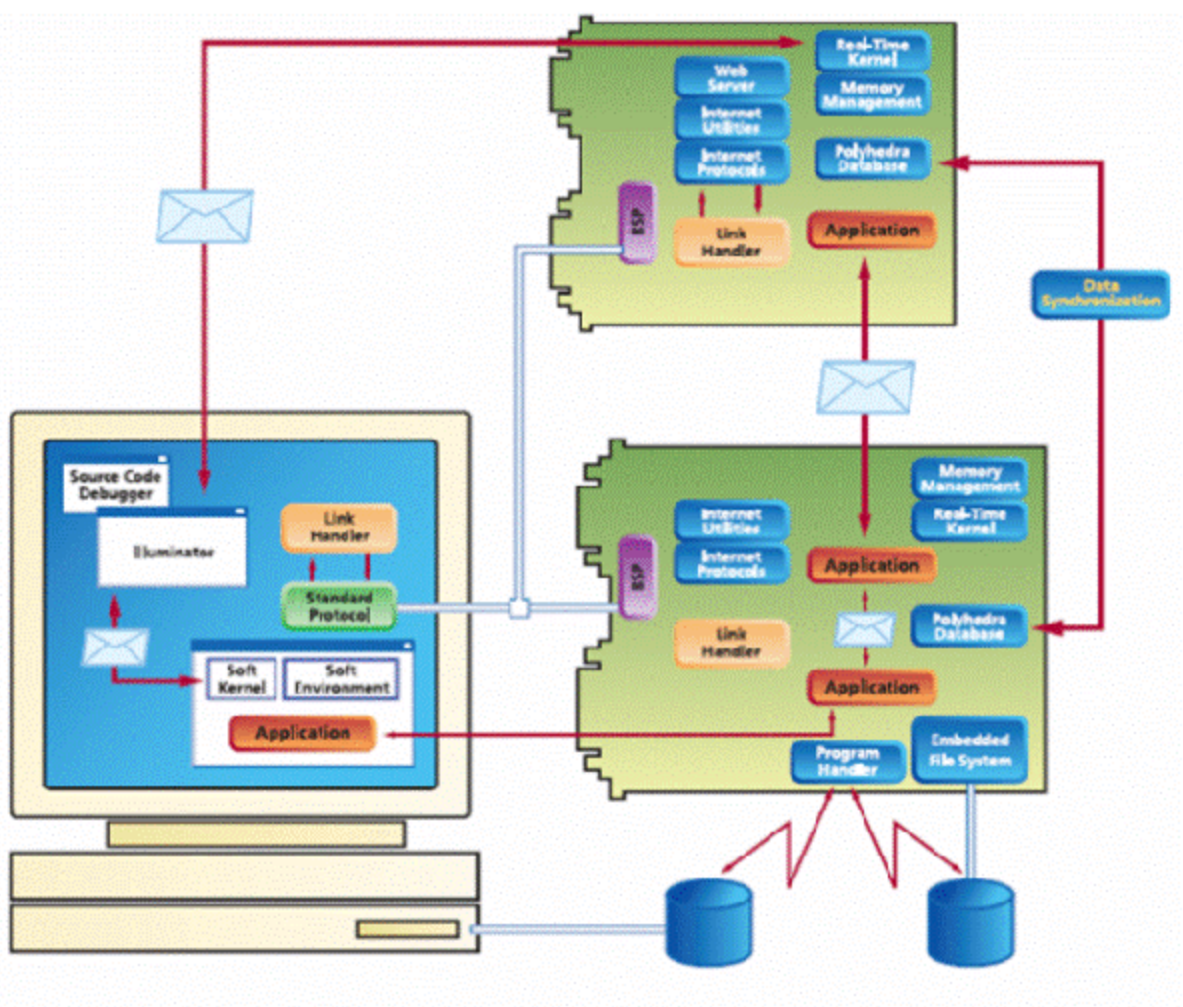 Real-Time
Kernel
Memory
Management
Web
Server
Internet
Utilities
Internet
Protocols
Polyhedra
Database
BSP
Link
Handler
Application
Data
Synchronization
Source Code
Debugger
Illuminator
Link
Handler
Standard
Protocol
Soft
Kernel
Soft
Environment
Application
Memory
Management
Real-Time
Kernel
Internet
Utilities
Internet
Protocols
BSP
Application
Polyhedra
Database
Link
Handler
Application
Program
Handler
Embedded
File System